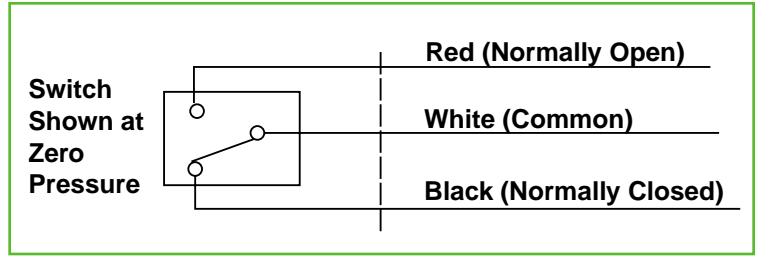 Red (Normally Open)
Switch
Shown at
Zero
Pressure
White (Common)
Black (Normally Closed)